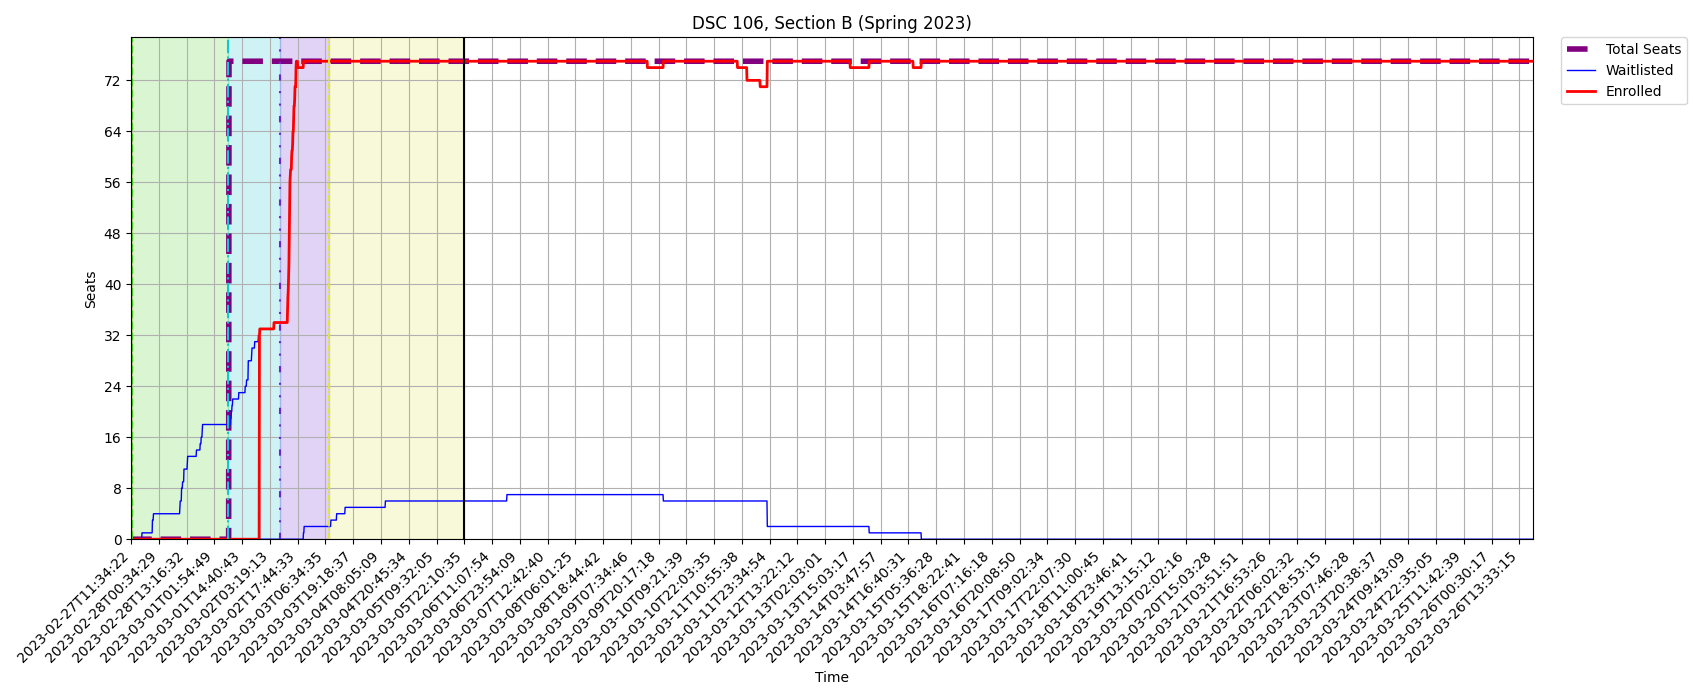 DSC 106, Section B (Spring 2023)
Total Seats
Waitlisted
Enrolled
Seats
72
64
56
48
40
32
24
16
8
0
2023-02-27T11:34:22
2023-02-28T00:34:29
2023-02-28T13:16:32
2023-03-01T01:54:49
2023-03-01T14:40:43
2023-03-02T03:19:13
2023-03-02T17:44:33
2023-03-03T06:34:35
2023-03-03T19:18:37
2023-03-04T08:05:09
2023-03-04T20:45:34
2023-03-05T09:32:05
2023-03-05T22:10:35
2023-03-06T11:07:54
2023-03-06T23:54:09
2023-03-07T12:42:40
2023-03-08T06:01:25
2023-03-08T18:44:42
2023-03-09T07:34:46
2023-03-09T20:17:18
2023-03-10T09:21:39
2023-03-10T22:03:35
2023-03-11T10:55:38
2023-03-11T23:34:54
2023-03-12T13:22:12
2023-03-13T02:03:01
2023-03-13T15:03:17
2023-03-14T03:47:57
2023-03-14T16:40:31
2023-03-15T05:36:28
2023-03-15T18:22:41
2023-03-16T07:16:18
2023-03-16T20:08:50
2023-03-17T09:02:34
2023-03-17T22:07:30
2023-03-18T11:00:45
2023-03-18T23:46:41
2023-03-19T13:15:12
2023-03-20T02:02:16
2023-03-20T15:03:28
2023-03-21T03:51:51
2023-03-21T16:53:26
2023-03-22T06:02:32
2023-03-22T18:53:15
2023-03-23T07:46:28
2023-03-23T20:38:37
2023-03-24T09:43:09
2023-03-24T22:35:05
2023-03-25T11:42:39
2023-03-26T00:30:17
2023-03-26T13:33:15
Time